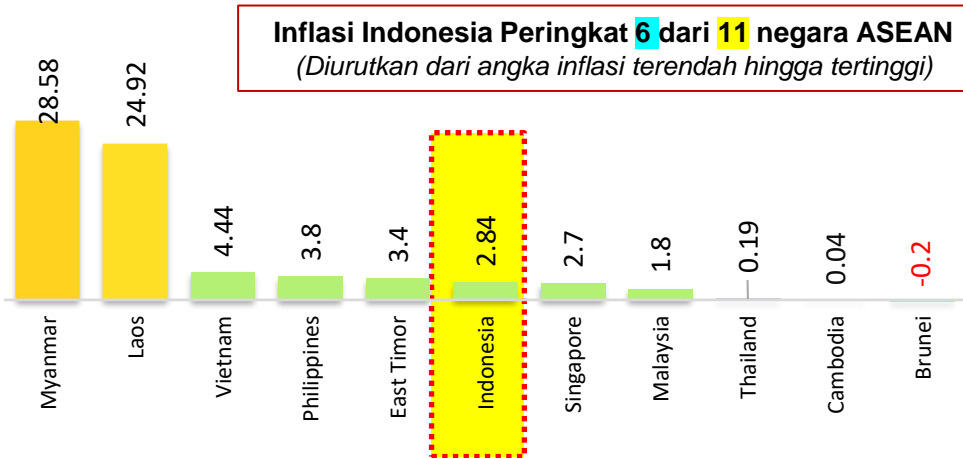 Inflasi Indonesia Peringkat 6 dari 11 negara ASEAN
(Diurutkan dari angka inflasi terendah hingga tertinggi)
28.58
24.92
4.44
3.8
3.4
2.84
2.7
1.8
0.19
0.04
-0.2
Myanmar
Laos
Vietnam
Philippines
East Timor
Indonesia
Singapore
Malaysia
Thailand
Cambodia
Brunei